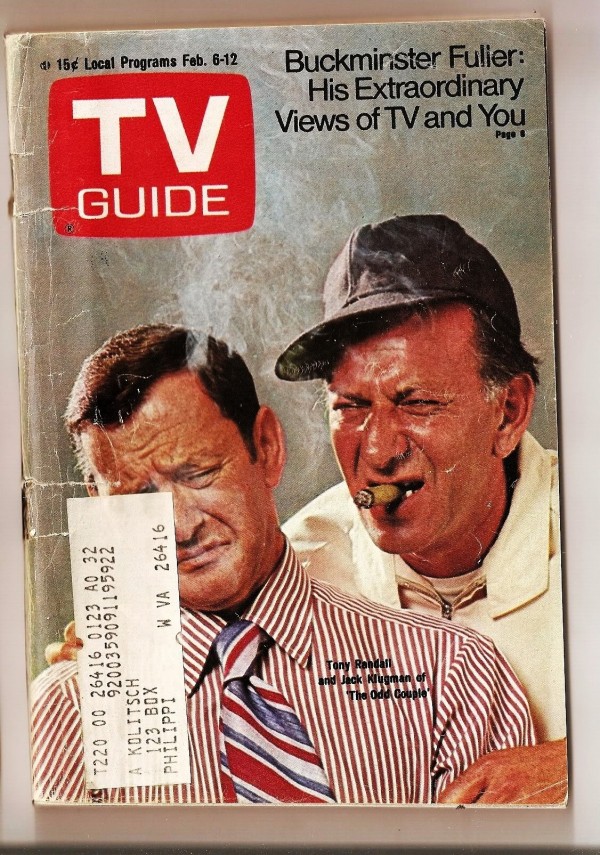 15¢ Local Programs Feb. 6-12
Buckminster Fuller:
His Extraordinary
Views of TV and You
Page 6
TV
GUIDE
®
Tony Randall
and Jack Klugman of
'The Odd Couple'
T220 00 26416 0123 AO 32
9200359091195922
A KOLITSCH
123 BOX
PHILIPPI W VA 26416